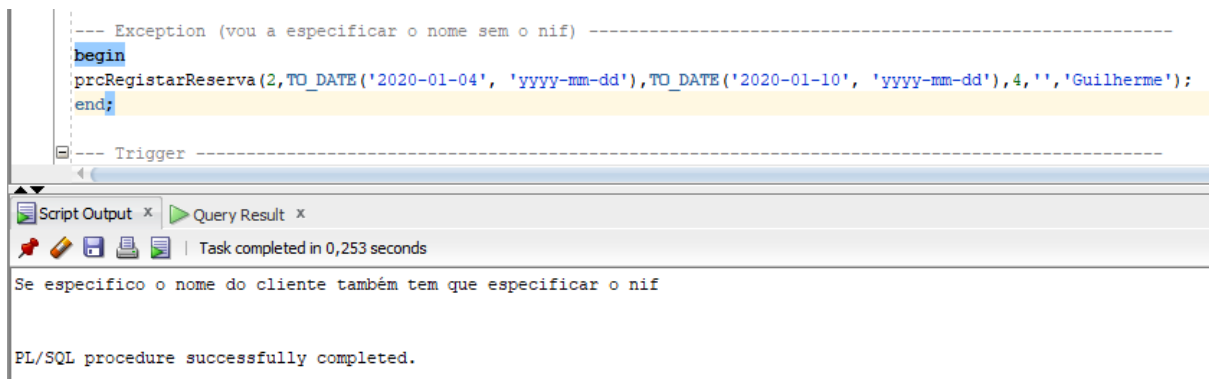 --- Exception (vou a especificar o nome sem o nif) ----------------------------------------------------------
begin
prcRegistarReserva(2,TO_DATE('2020-01-04', 'yyyy-mm-dd'),TO_DATE('2020-01-10', 'yyyy-mm-dd'),4,'','Guilherme');
end;
--- Trigger ------------------------------------------------------------------------------------------------
Script Output x Query Result x
Task completed in 0,253 seconds
Se especifico o nome do cliente também tem que especificar o nif
PL/SQL procedure successfully completed.